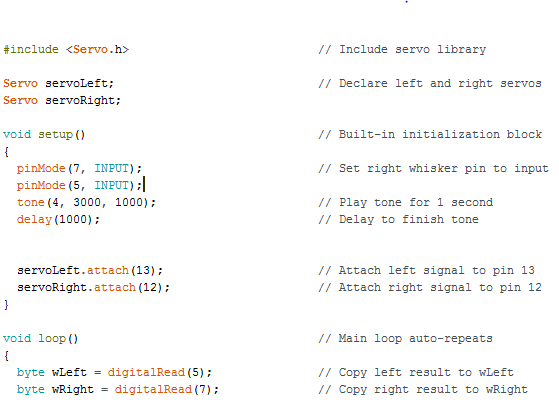 #include <Servo.h> // Include servo library
Servo servoLeft; // Declare left and right servos
Servo servoRight;
void setup() // Built-in initialization block
{
pinMode(7, INPUT); // Set right whisker pin to input
pinMode(5, INPUT);
tone(4, 3000, 1000); // Play tone for 1 second
delay(1000); // Delay to finish tone
servoLeft.attach(13); // Attach left signal to pin 13
servoRight.attach(12); // Attach right signal to pin 12
}
void loop() // Main loop auto-repeats
{
byte wLeft = digitalRead(5); // Copy left result to wLeft
byte wRight = digitalRead(7); // Copy right result to wRight